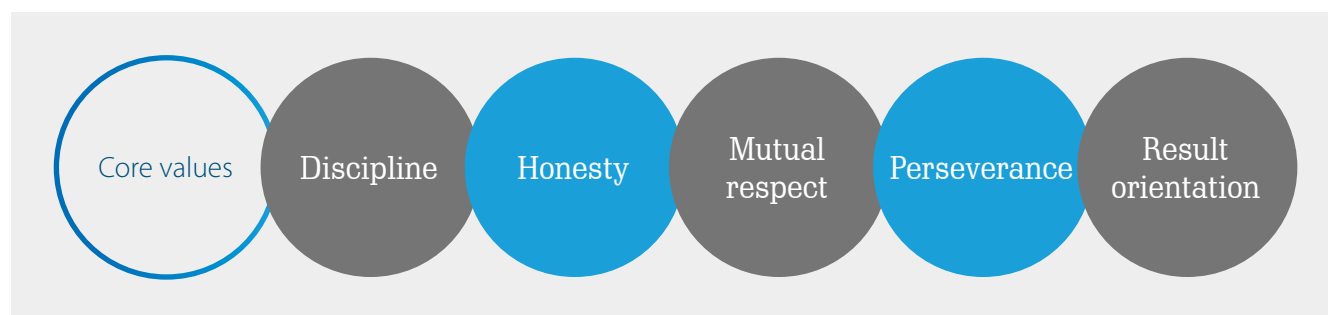 Core values
Discipline
Honesty
Mutual
respect
Perseverance
Result
orientation